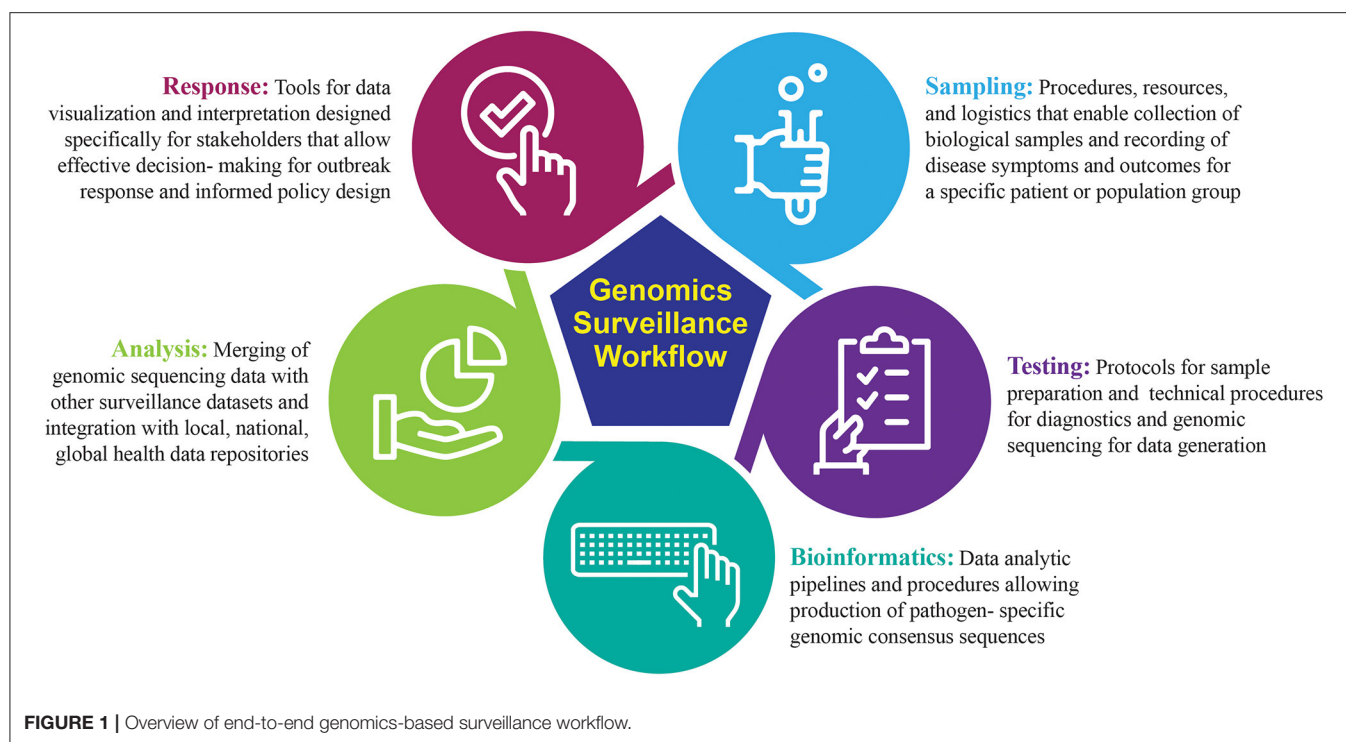 Response: Tools for data
visualization and interpretation designed
specifically for stakeholders that allow
effective decision- making for outbreak
response and informed policy design
Sampling: Procedures, resources,
and logistics that enable collection of
biological samples and recording of
disease symptoms and outcomes for
a specific patient or population group
Genomics
Surveillance
Workflow
Analysis: Merging of
genomic sequencing data with
other surveillance datasets and
integration with local, national,
global health data repositories
Testing: Protocols for sample
preparation and technical procedures
for diagnostics and genomic
sequencing for data generation
Bioinformatics: Data analytic
pipelines and procedures allowing
production of pathogen- specific
genomic consensus sequences
FIGURE 1 | Overview of end-to-end genomics-based surveillance workflow.